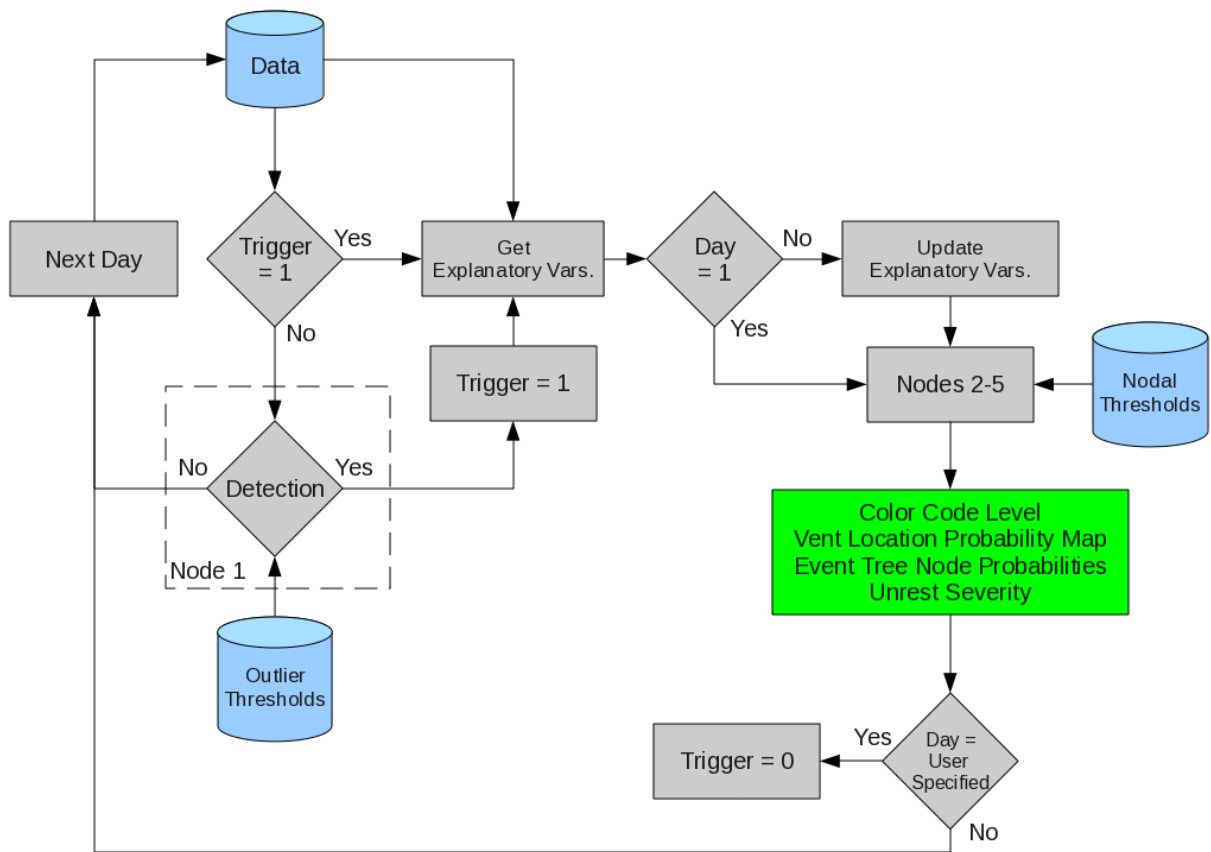 Data
Next Day
Trigger
= 1
Yes
No
Get
Explanatory Vars.
Day
= 1
No
Yes
Update
Explanatory Vars.
Trigger = 1
Nodes 2-5
Nodal
Thresholds
No
Detection
Yes
Node 1
Outlier
Thresholds
Color Code Level
Vent Location Probability Map
Event Tree Node Probabilities
Unrest Severity
Trigger = 0
Yes
Day =
User
Specified
No